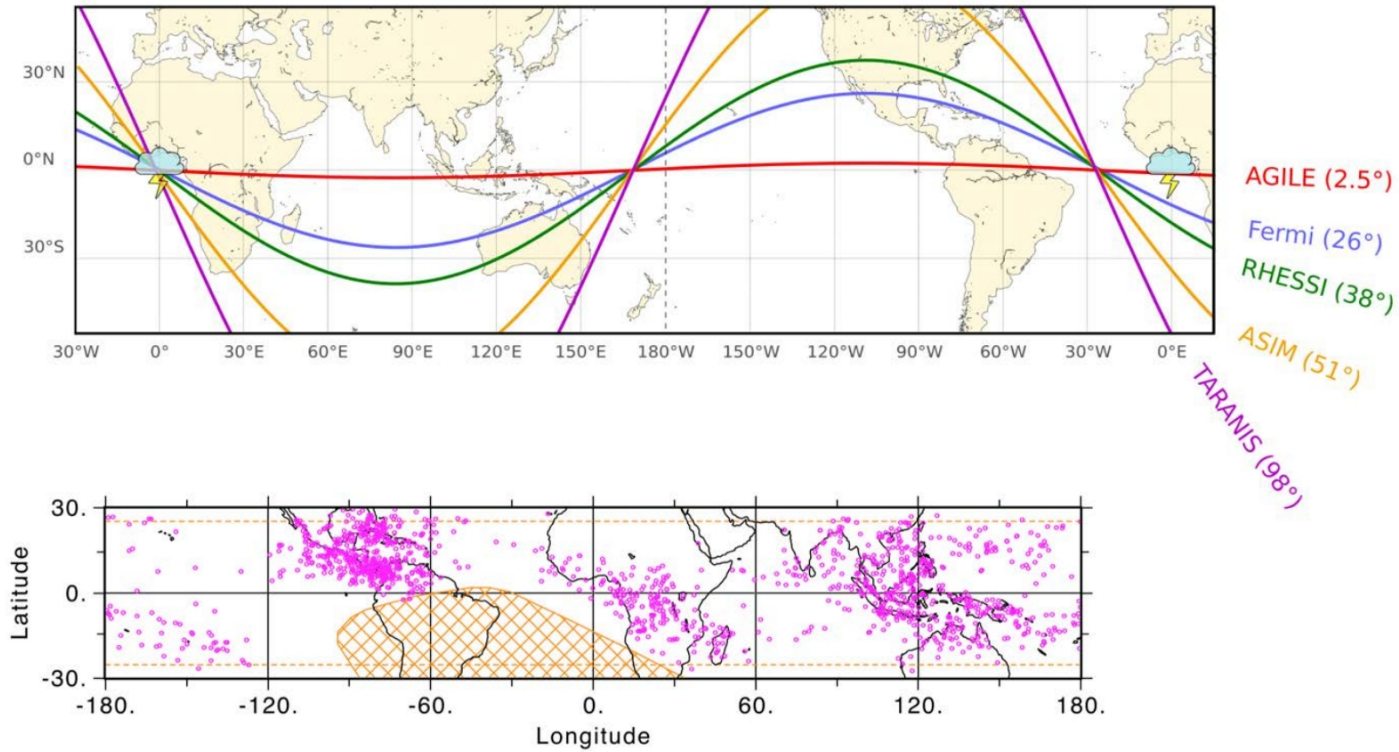 30°N
0°N
30°S
30°W 0° 30°E 60°E 90°E 120°E 150°E 180°W 150°W 120°W 90°W 60°W 30°W 0°E
AGILE (2.5°)
Fermi (26°)
RHESSI (38°)
ASIM (51°)
TARANIS (98°)
30.
0.
-30.
Latitude
-180. -120. -60. 0. 60. 120. 180.
Longitude